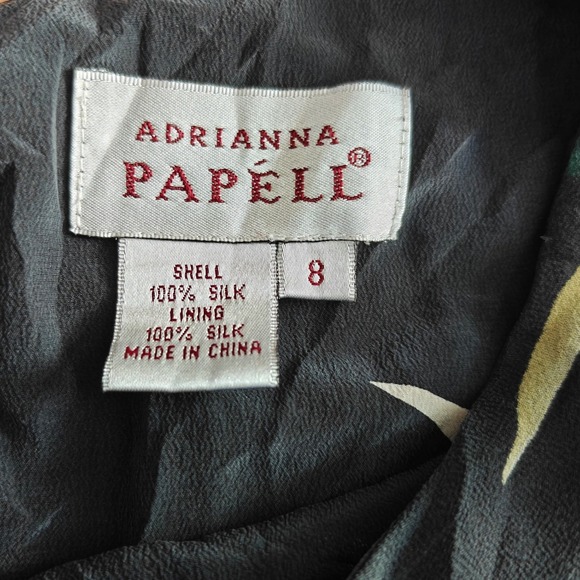 ADRIANNA
PAPÉLL®
SHELL
100% SILK
LINING
100% SILK
MADE IN CHINA
8